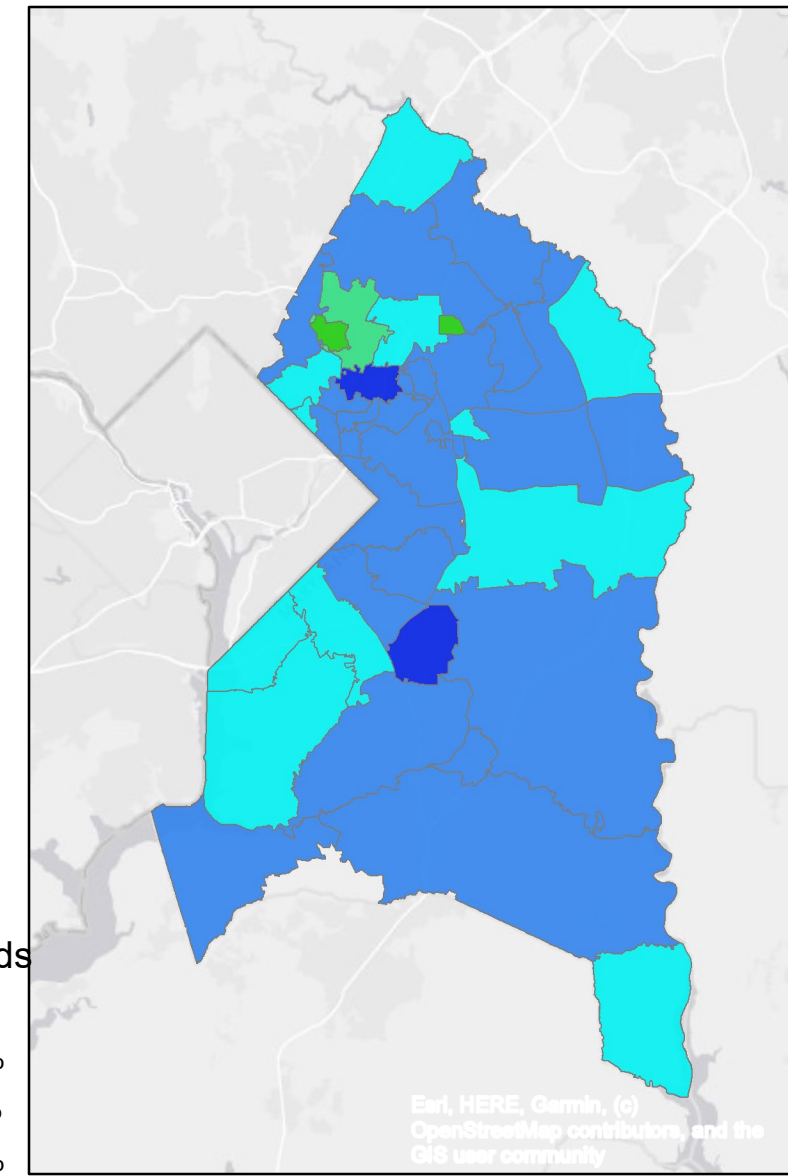 ds
%
%
%
Esri, HERE, Garmin, (c)
OpenStreetMap contributors, and the
GIS user community